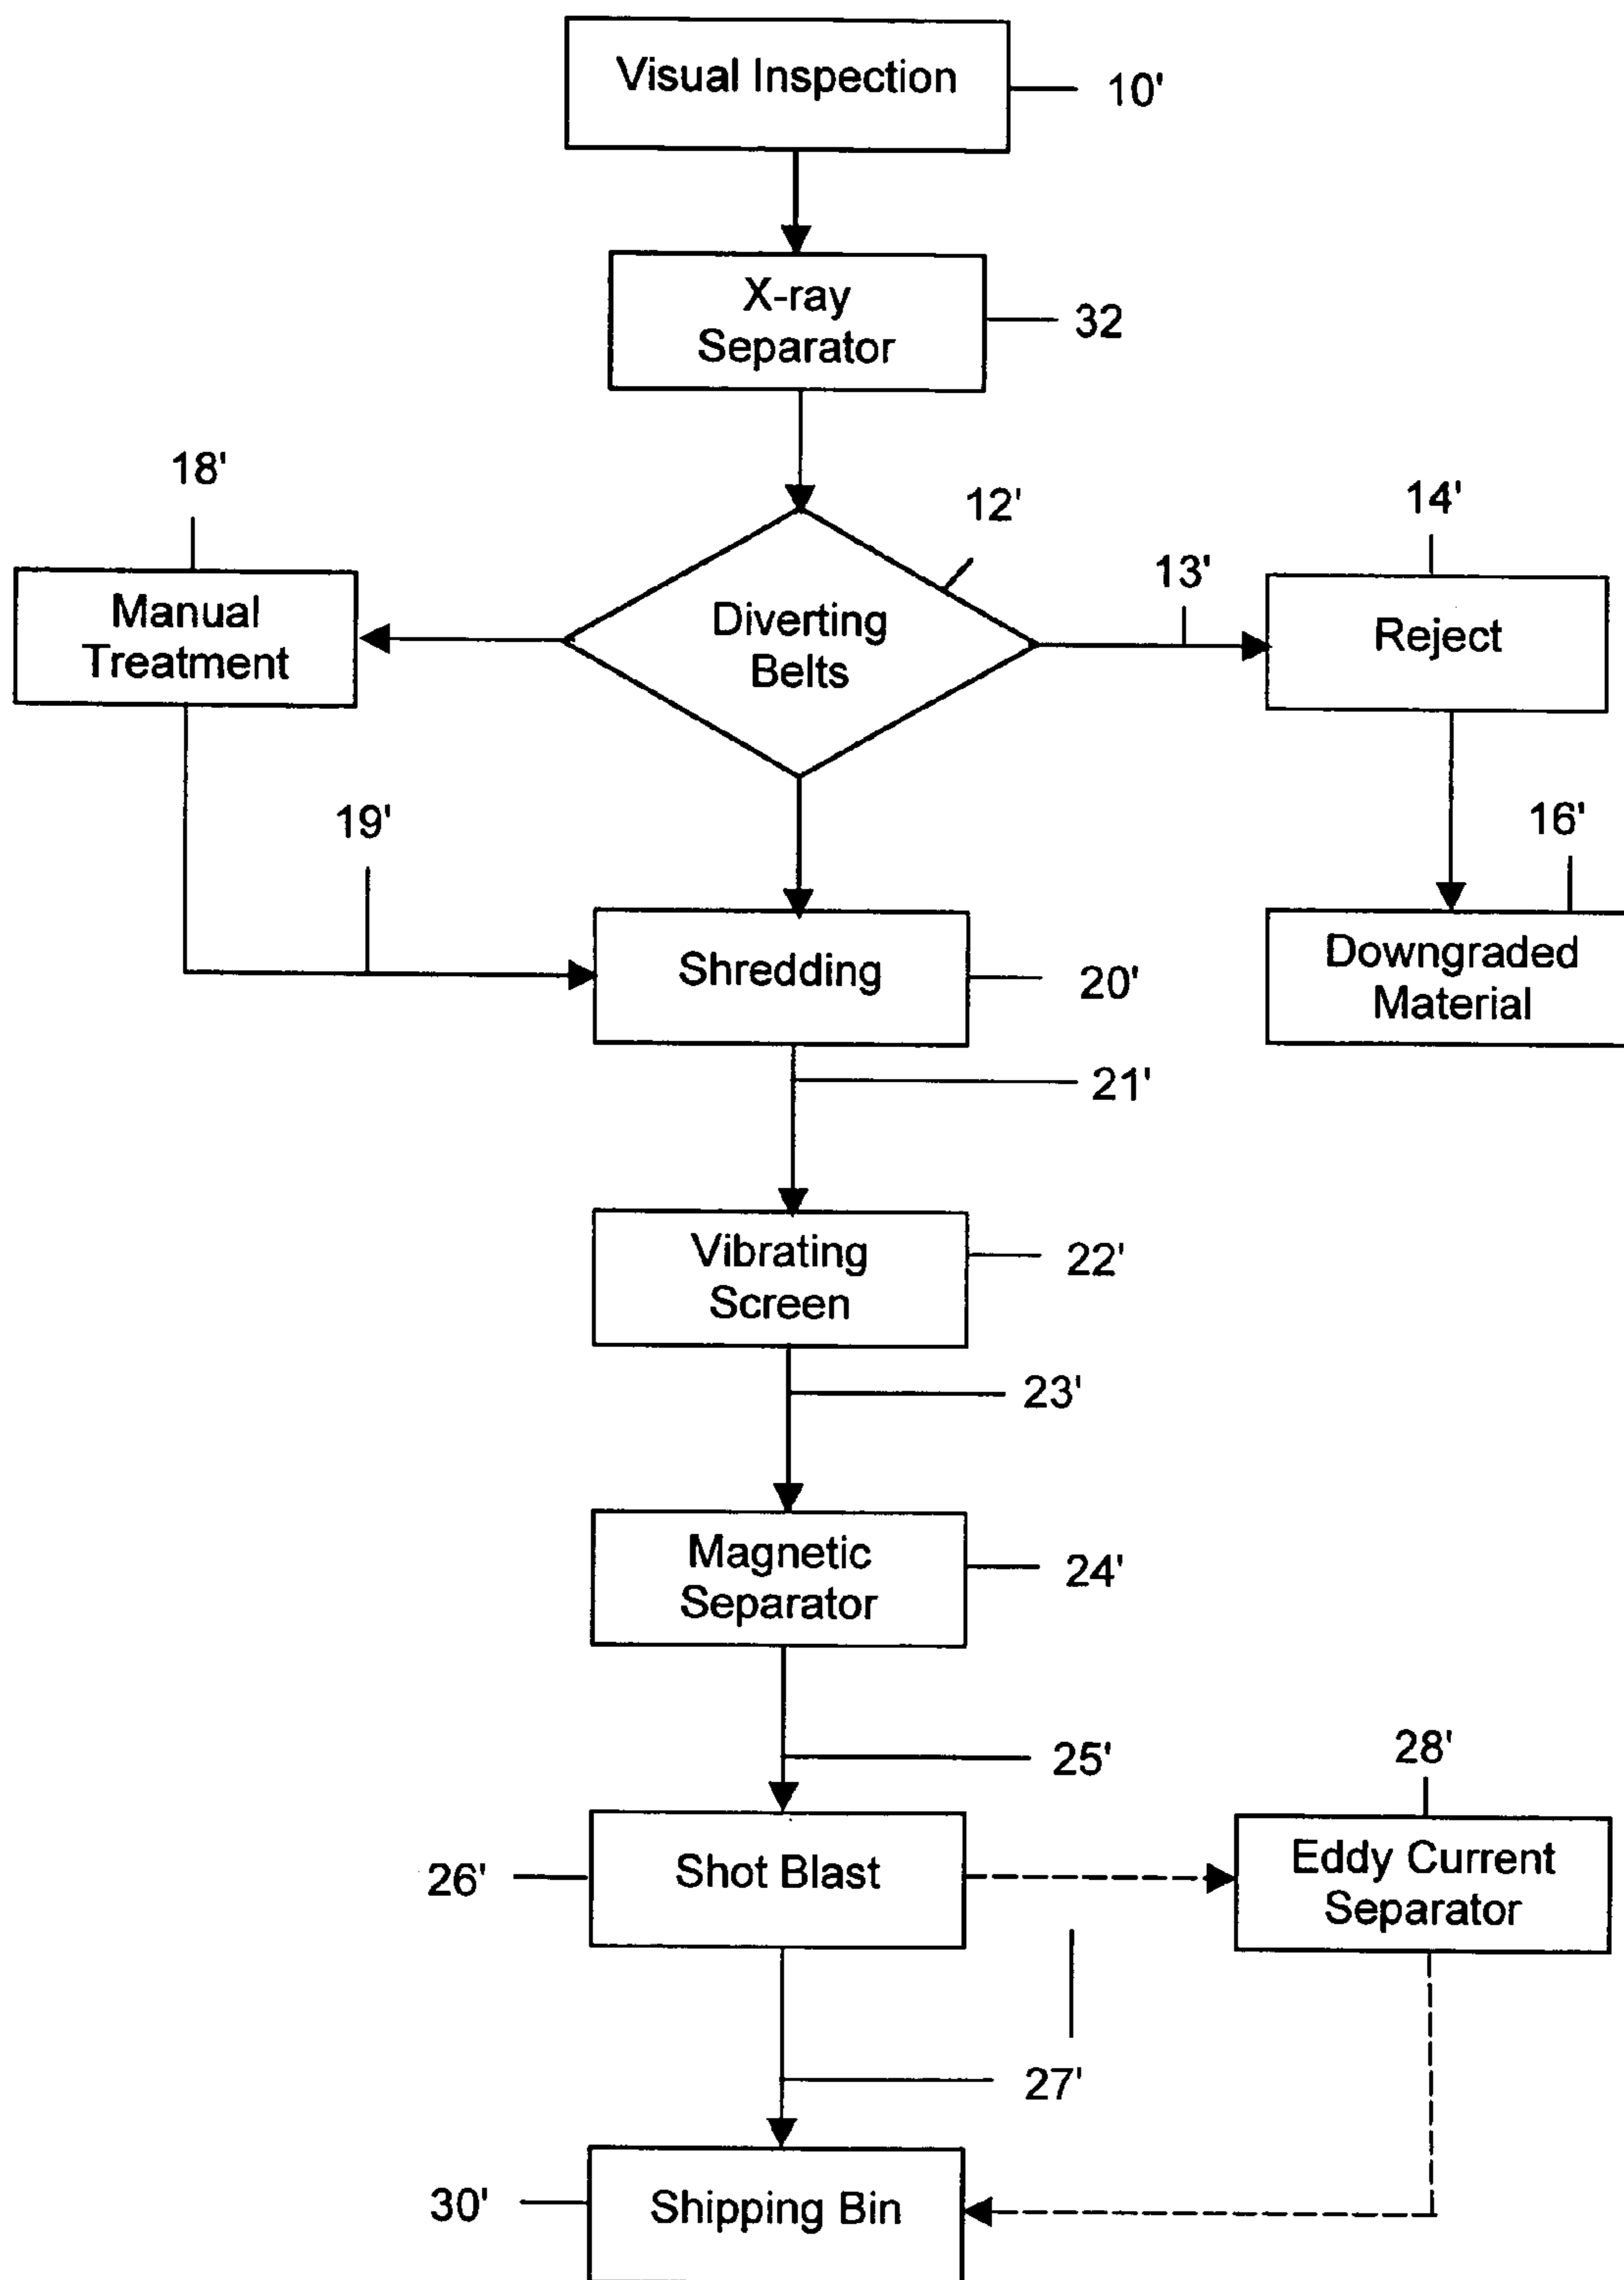 Visual Inspection
10'
X-ray
Separator
32
18'
12'
14'
13'
Manual
Treatment
Diverting
Belts
Reject
19'
16'
Shredding
20'
Downgraded
Material
21'
Vibrating
Screen
22'
23'
Magnetic
Separator
24'
25'
28'
26'
Shot Blast
Eddy Current
Separator
27'
30'
Shipping Bin